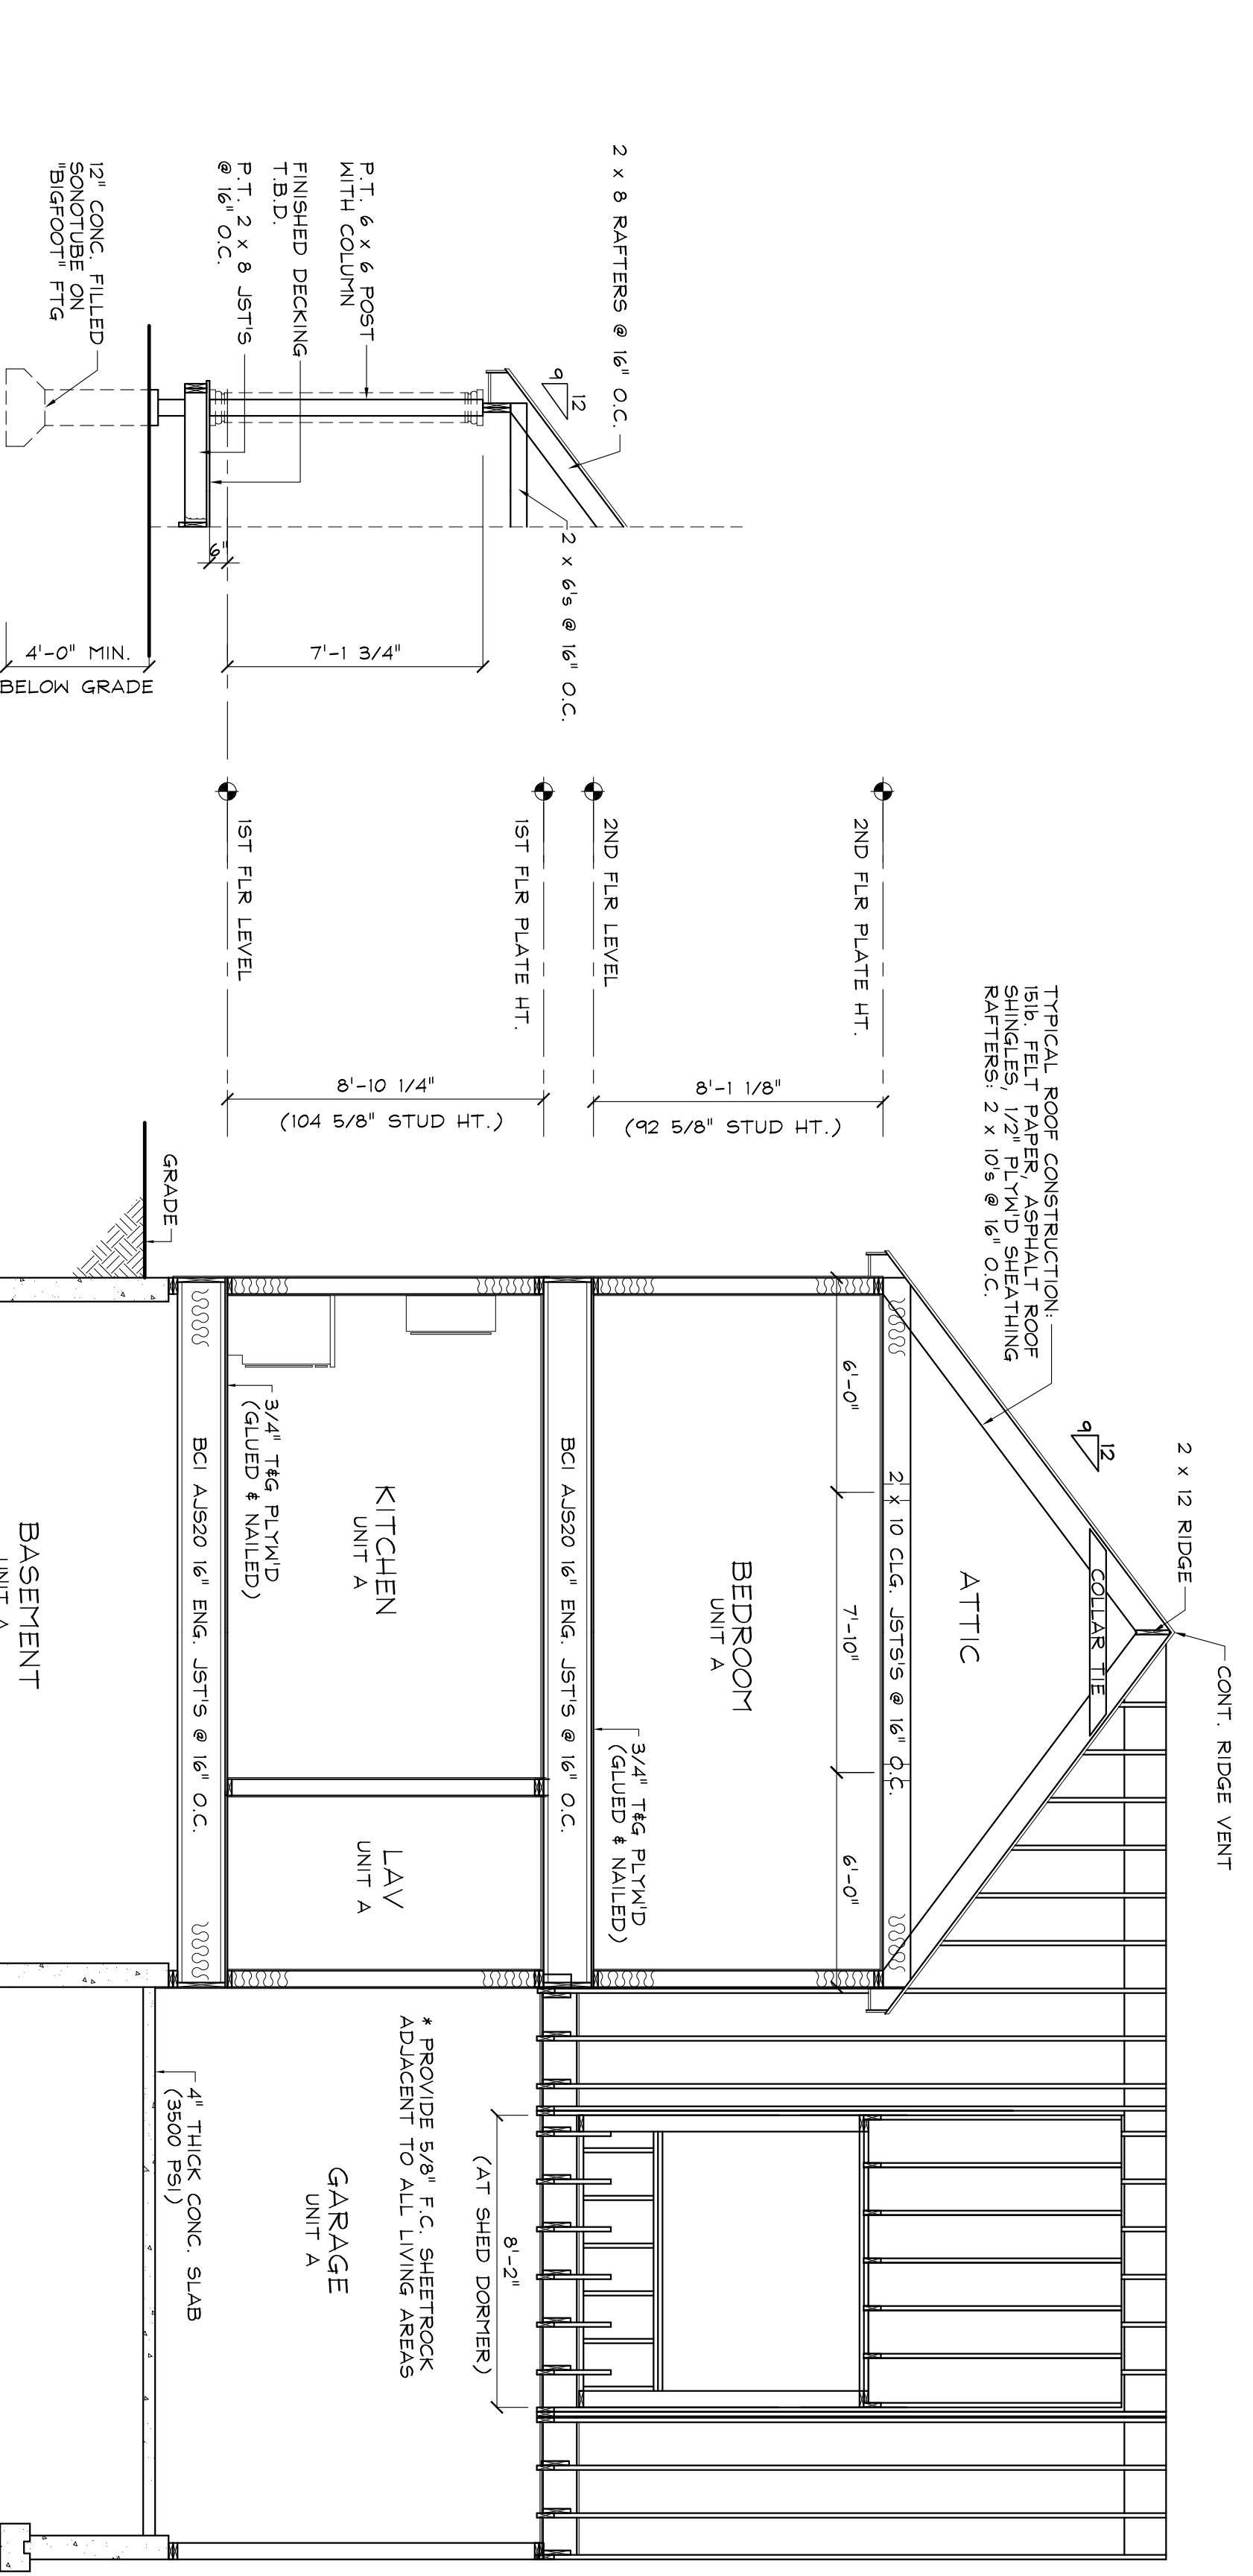 2 x 8 RAFTERS @ 16" O.C.
9
12
P.T. 6 x 6 POST
WITH COLUMN
FINISHED DECKING
T.B.D.
P.T. 2 x 8 JST'S
@ 16" O.C.
12" CONC. FILLED
SONOTUBE ON
"BIGFOOT" FTG
2 x 6's @ 16" O.C.
6"
7'-1 3/4"
4'-0" MIN.
BELOW GRADE
2ND FLR PLATE HT.
2ND FLR LEVEL
1ST FLR PLATE HT.
1ST FLR LEVEL
8'-1 1/8"
(92 5/8" STUD HT.)
8'-10 1/4"
(104 5/8" STUD HT.)
TYPICAL ROOF CONSTRUCTION:
15lb. FELT PAPER, ASPHALT ROOF
SHINGLES, 1/2" PLYW'D SHEATHING
RAFTERS: 2 x 10's @ 16" O.C.
GRADE
9
12
2 x 12 RIDGE
CONT. RIDGE VENT
COLLAR TIE
ATTIC
2 x 10 CLG. JSTS'S @ 16" O.C.
6'-0"
7'-10"
6'-0"
BEDROOM
UNIT A
3/4" T&G PLYW'D
(GLUED & NAILED)
BCI AJS20 16" ENG. JST'S @ 16" O.C.
KITCHEN
UNIT A
LAV
UNIT A
3/4" T&G PLYW'D
(GLUED & NAILED)
BCI AJS20 16" ENG. JST'S @ 16" O.C.
BASEMENT
UNIT A
8'-2"
(AT SHED DORMER)
* PROVIDE 5/8" F.C. SHEETROCK
ADJACENT TO ALL LIVING AREAS
GARAGE
UNIT A
4" THICK CONC. SLAB
(3500 PSI)